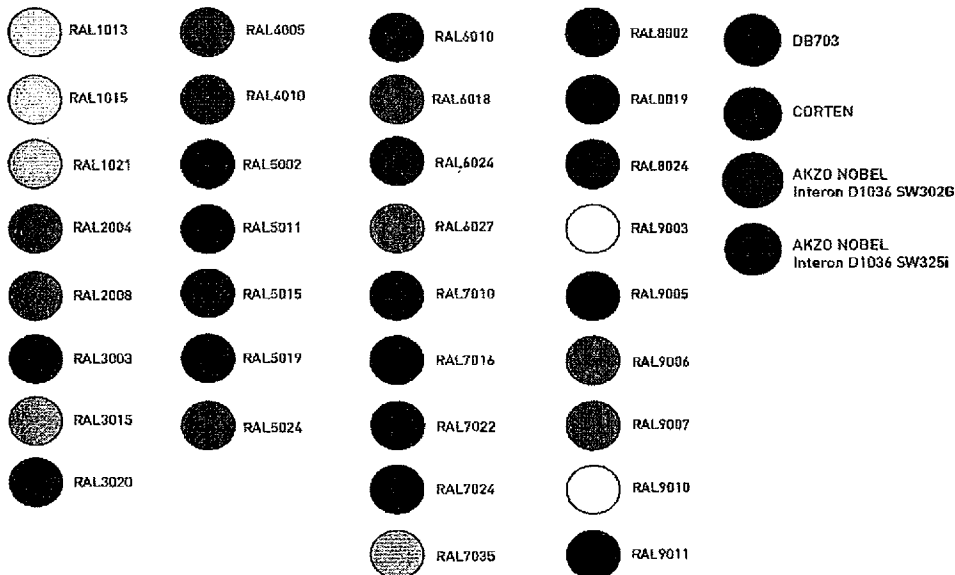 RAL1013
RAL1015
RAL1021
RAL2004
RAL2008
RAL3003
RAL3015
RAL3020
RAL4005
RAL4010
RAL5002
RAL5011
RAL5015
RAL5019
RAL5024
RAL6010
RAL6018
RAL6024
RAL6027
RAL7010
RAL7016
RAL7022
RAL7024
RAL7035
RAL8002
RAL8019
RAL8024
RAL9003
RAL9005
RAL9006
RAL9007
RAL9010
RAL9011
DB703
CORTEN
AKZO NOBEL
Interon D1036 SW302G
AKZO NOBEL
Interon D1036 SW325i